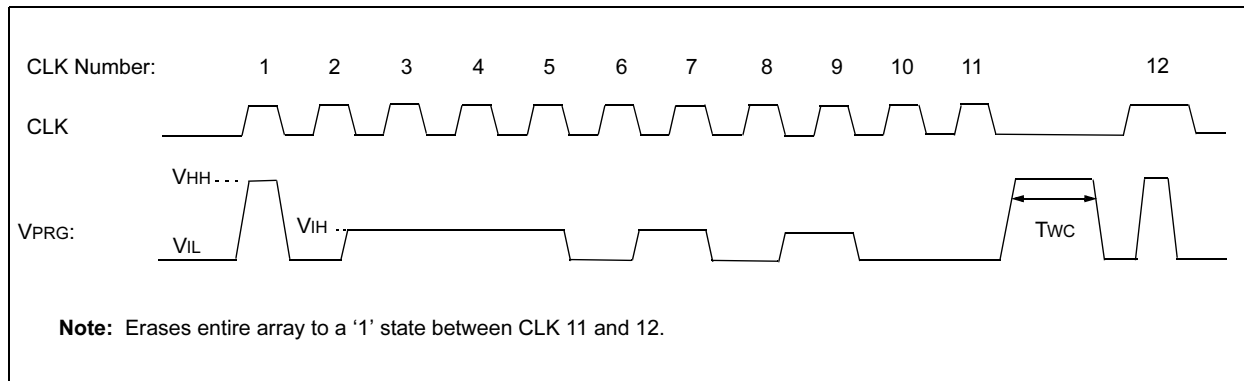 CLK Number: 1 2 3 4 5 6 7 8 9 10 11 12
CLK
VHH
VPRG:
VIH
VIL
TWC
Note: Erases entire array to a ‘1’ state between CLK 11 and 12.